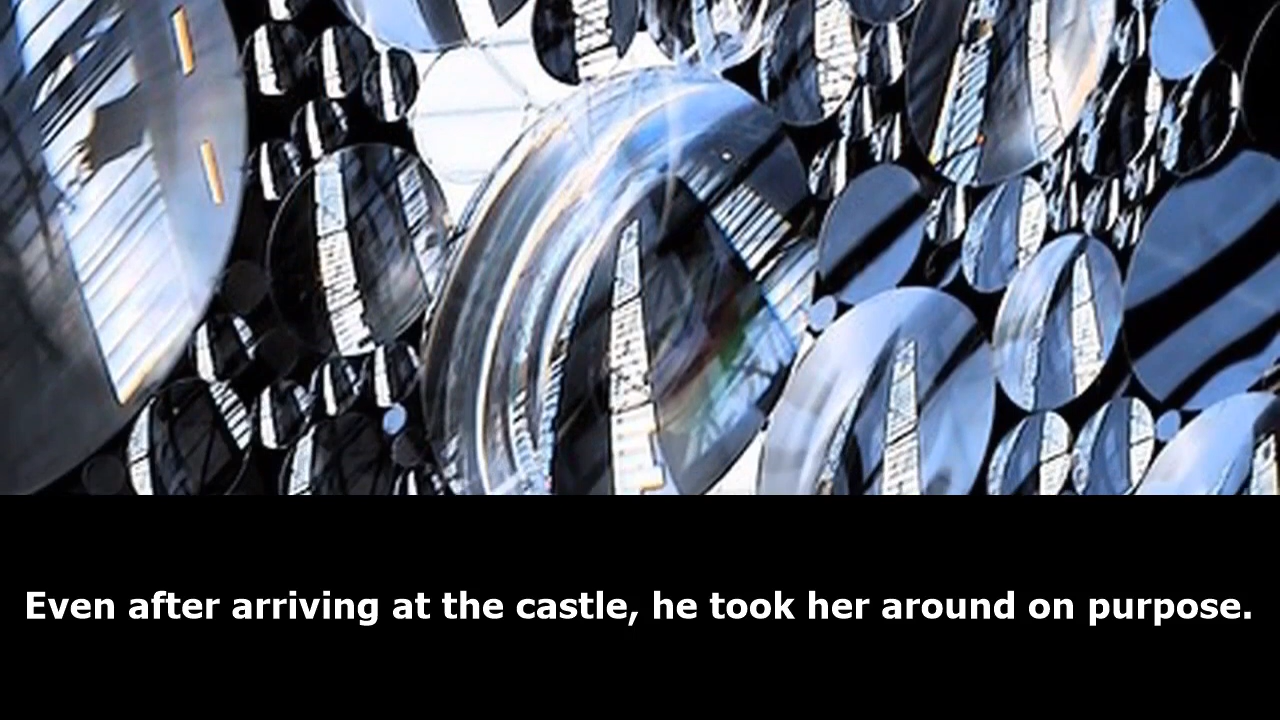 Even after arriving at the castle, he took her around on purpose.